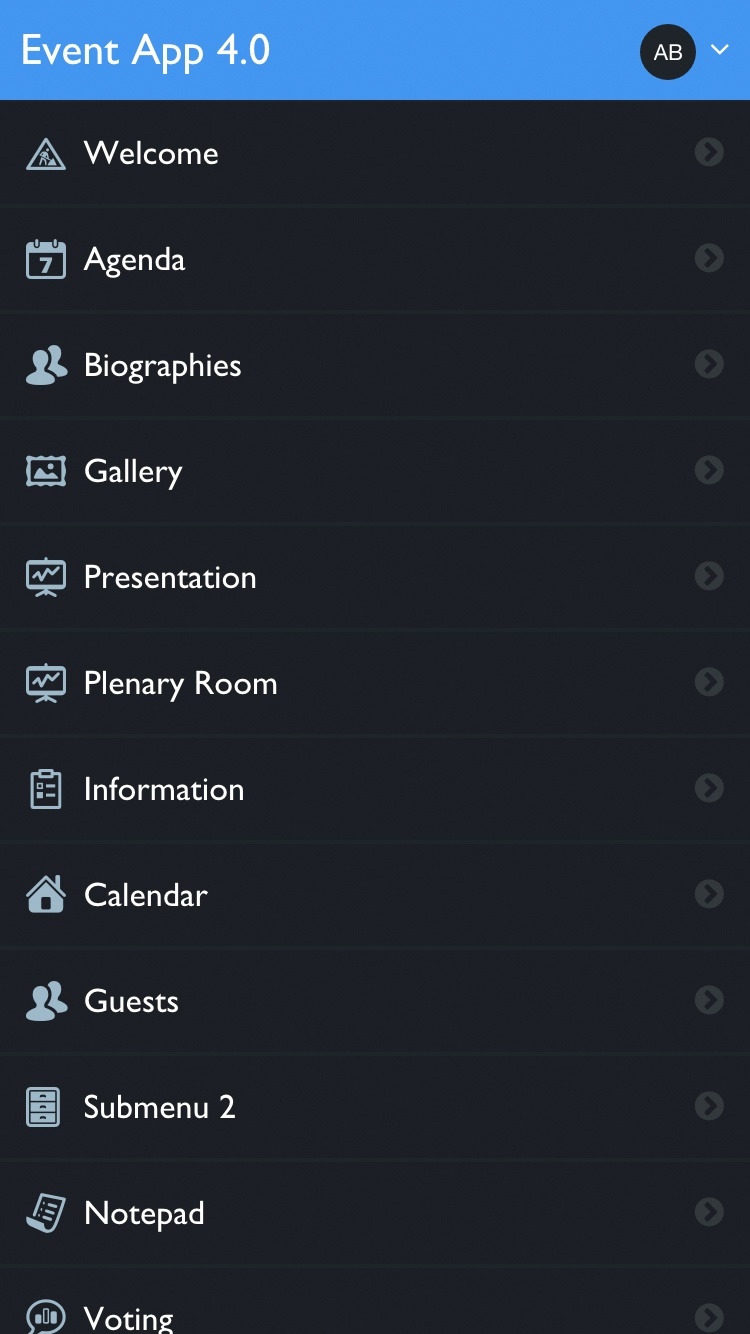 Event App 4.0
AB
Welcome
7
Agenda
Biographies
Gallery
Presentation
Plenary Room
Information
Calendar
Guests
Submenu 2
Notepad
Voting